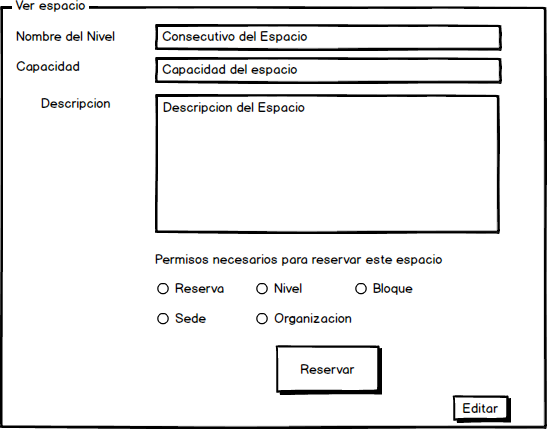 Ver espacio
Nombre del Nivel Consecutivo del Espacio
Capacidad Capacidad del espacio
Descripcion Descripcion del Espacio
Permisos necesarios para reservar este espacio
Reserva Nivel Bloque
Sede Organizacion
Reservar
Editar